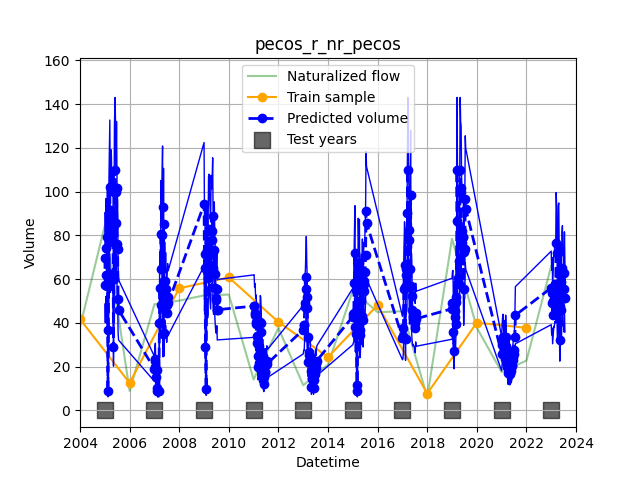 pecos_r_nr_pecos
160
140
120
100
80
60
40
20
0
Volume
Naturalized flow
Train sample
Predicted volume
Test years
2004 2006 2008 2010 2012 2014 2016 2018 2020 2022 2024
Datetime